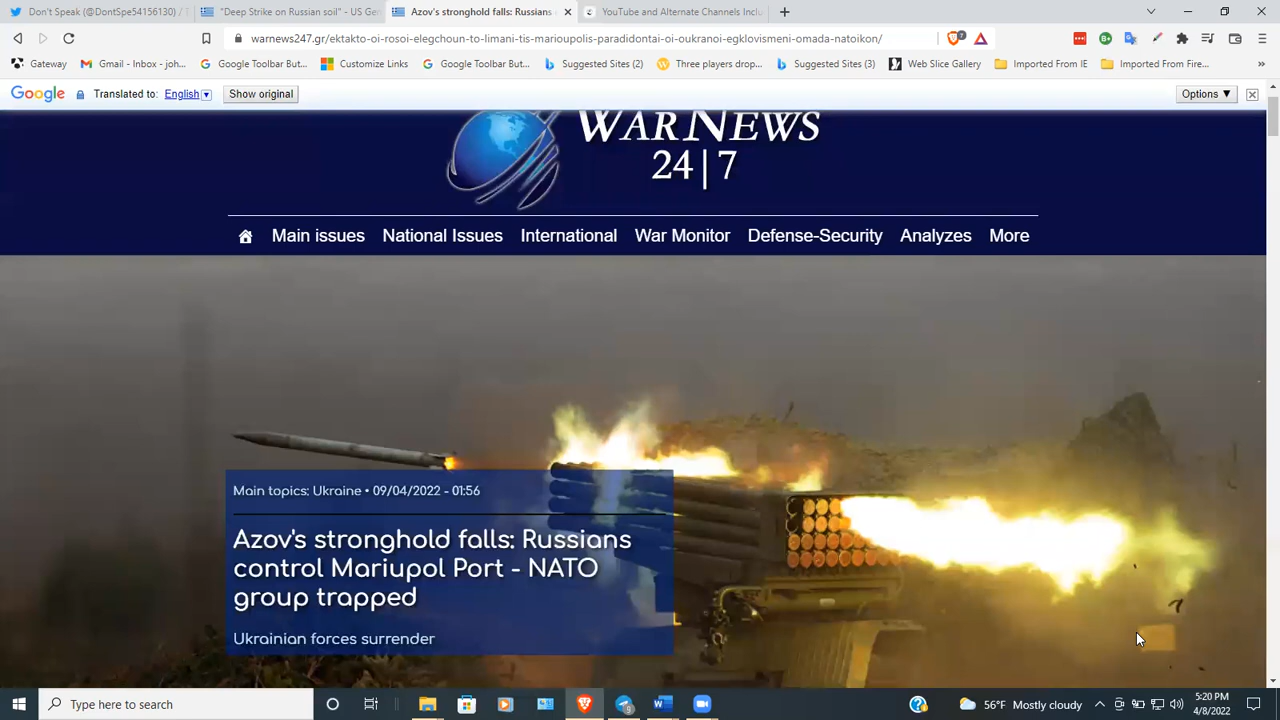 Don't Speak (@DontSpe54156130) / T
"Deep Strike on Russian soil" - US Gen
Azov's stronghold falls: Russians
YouTube and Alternate Channels Incl
warnews247.gr/ektakto-oi-rosoi-elegchoun-to-limani-tis-marioupolis-paradidontai-oi-oukranoi-egklovismeni-omada-natoikon/
7
Gateway
Gmail - Inbox - joh...
Google Toolbar But...
Customize Links
Google Toolbar But...
Suggested Sites (2)
Three players drop...
Suggested Sites (3)
Web Slice Gallery
Imported From IE
Imported From Fire...
Google
Translated to: English
Show original
Options ▼
WARNEWS
24|7
Main issues National Issues International War Monitor Defense-Security Analyzes More
Main topics: Ukraine • 09/04/2022 - 01:56
Azov's stronghold falls: Russians
control Mariupol Port - NATO
group trapped
Ukrainian forces surrender
Type here to search
56°F Mostly cloudy
5:20 PM
4/8/2022